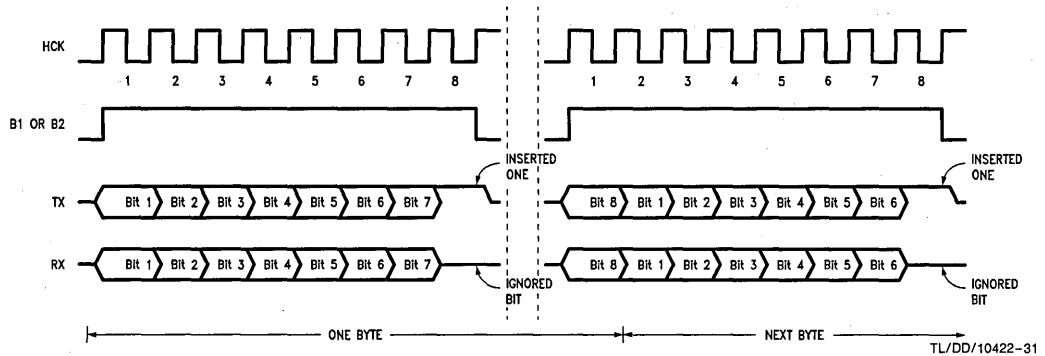 HCK
1 2 3 4 5 6 7 8 1 2 3 4 5 6 7 8
B1 OR B2
INSERTED ONE INSERTED ONE
TX Bit 1 Bit 2 Bit 3 Bit 4 Bit 5 Bit 6 Bit 7 Bit 8 Bit 1 Bit 2 Bit 3 Bit 4 Bit 5 Bit 6
RX Bit 1 Bit 2 Bit 3 Bit 4 Bit 5 Bit 6 Bit 7 Bit 8 Bit 1 Bit 2 Bit 3 Bit 4 Bit 5 Bit 6
IGNORED BIT IGNORED BIT
ONE BYTE NEXT BYTE
TL/DD/10422-31